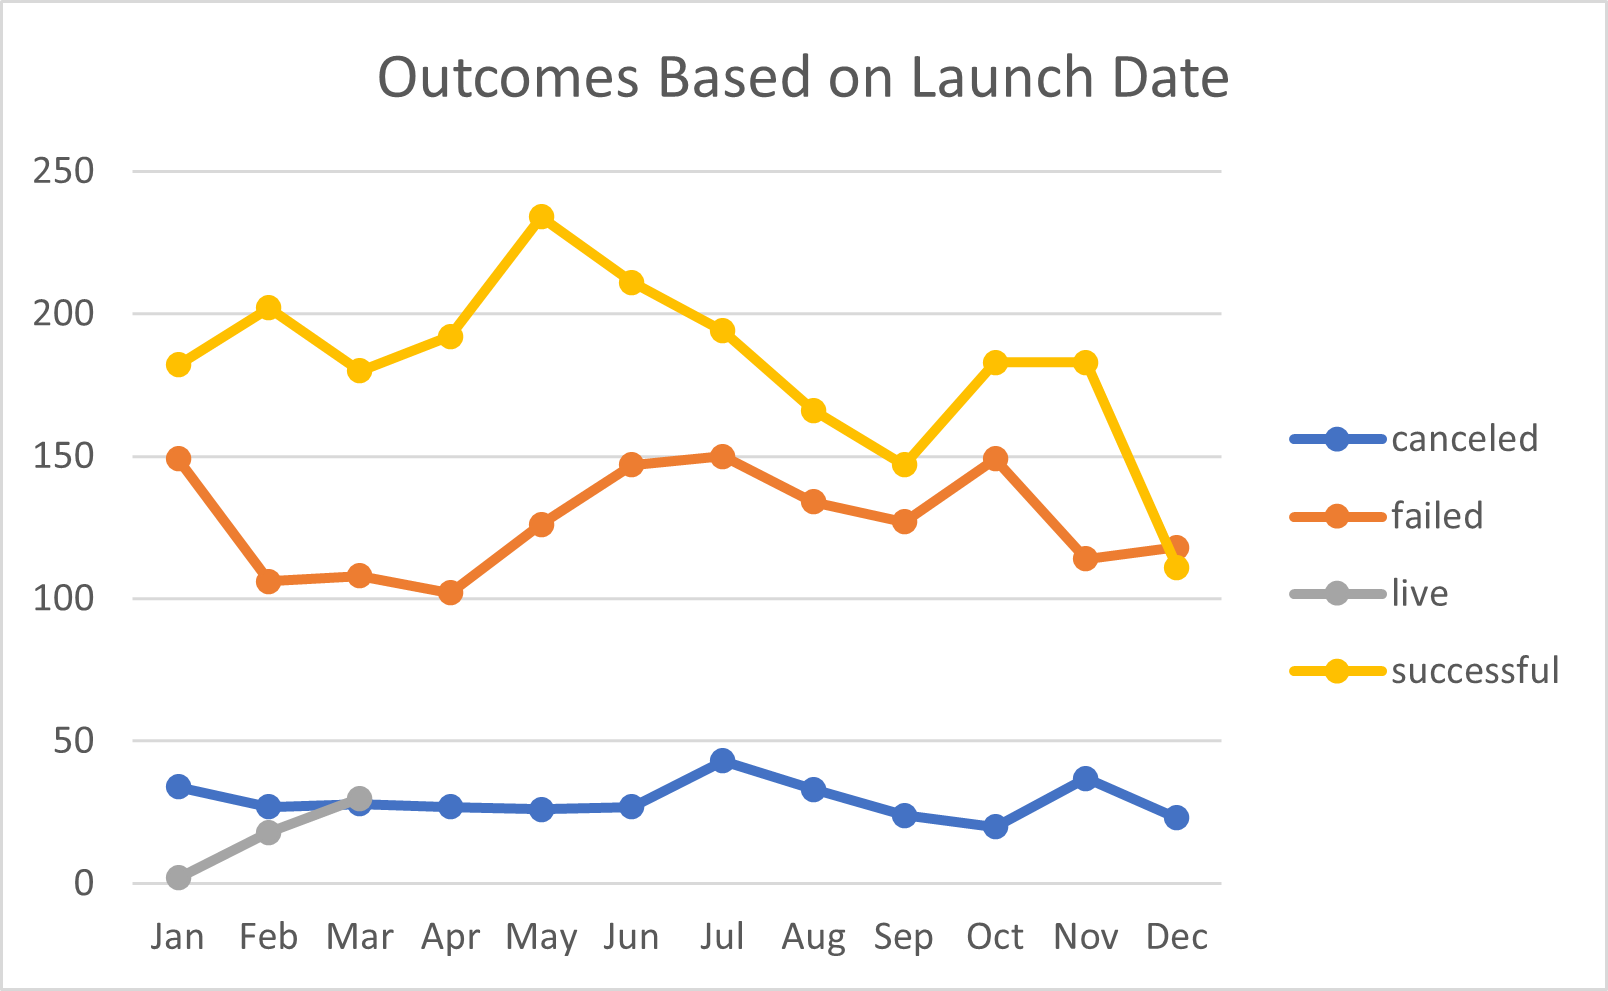 Outcomes Based on Launch Date
250
200
150
100
50
0
Jan Feb Mar Apr May Jun Jul Aug Sep Oct Nov Dec
canceled
failed
live
successful